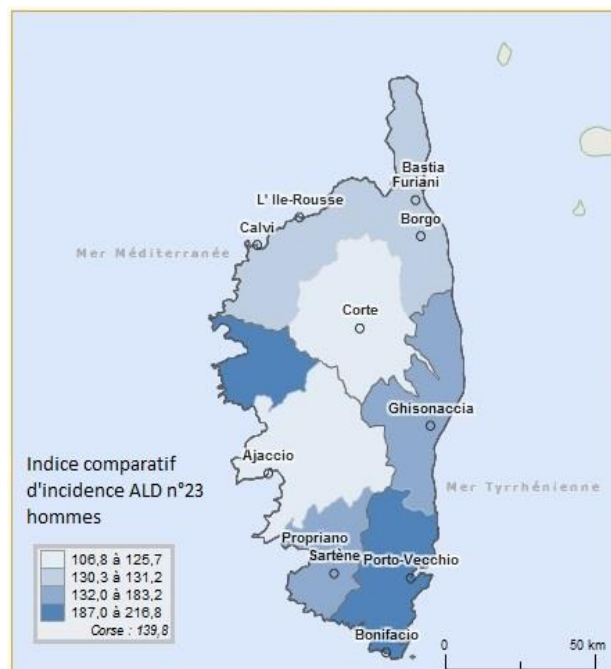 Bastia
Furiani
L' Ile-Rousse
Borgo
Calvi
Mer Méditerranée
Corte
Ghisonaccia
Ajaccio
Indice comparatif
d'incidence ALD n°23
hommes
Mer Tyrrhénienne
Propriano
Sartène
Porto-Vecchio
106,8 à 125,7
130,3 à 131,2
132,0 à 183,2
187,0 à 216,8
Corse : 139,8
Bonifacio
0 50 km